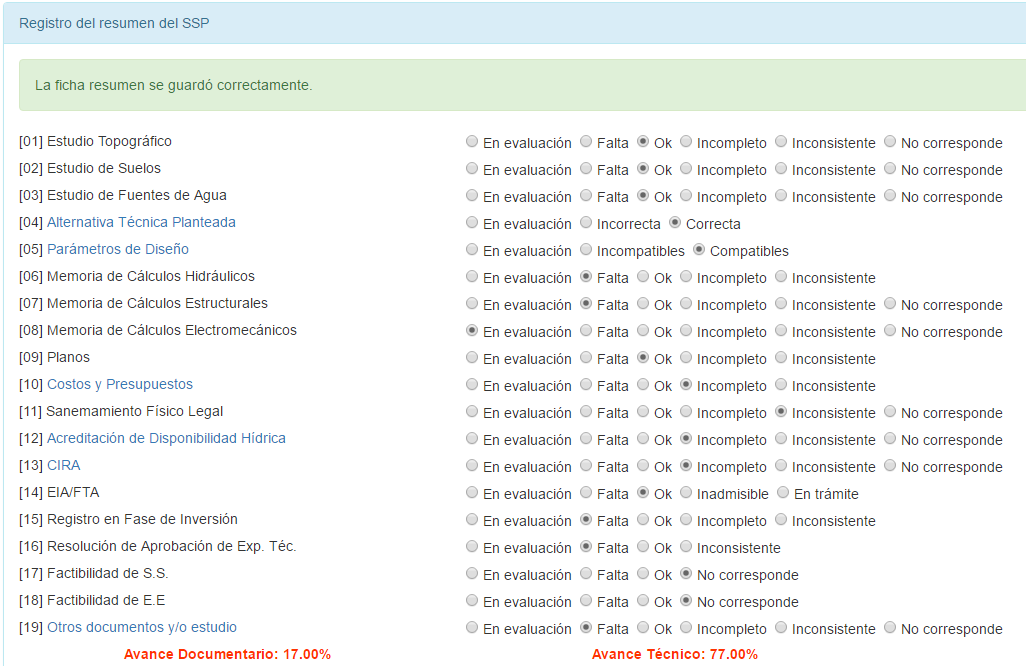 Registro del resumen del SSP
La ficha resumen se guardó correctamente.
[01] Estudio Topográfico En evaluación Falta Ok Incompleto Inconsistente No corresponde
[02] Estudio de Suelos En evaluación Falta Ok Incompleto Inconsistente No corresponde
[03] Estudio de Fuentes de Agua En evaluación Falta Ok Incompleto Inconsistente No corresponde
[04] Alternativa Técnica Planteada En evaluación Incorrecta Correcta
[05] Parámetros de Diseño En evaluación Incompatibles Compatibles
[06] Memoria de Cálculos Hidráulicos En evaluación Falta Ok Incompleto Inconsistente
[07] Memoria de Cálculos Estructurales En evaluación Falta Ok Incompleto Inconsistente No corresponde
[08] Memoria de Cálculos Electromecánicos En evaluación Falta Ok Incompleto Inconsistente No corresponde
[09] Planos En evaluación Falta Ok Incompleto Inconsistente
[10] Costos y Presupuestos En evaluación Falta Ok Incompleto Inconsistente
[11] Sanemamiento Físico Legal En evaluación Falta Ok Incompleto Inconsistente No corresponde
[12] Acreditación de Disponibilidad Hídrica En evaluación Falta Ok Incompleto Inconsistente No corresponde
[13] CIRA En evaluación Falta Ok Incompleto Inconsistente No corresponde
[14] EIA/FTA En evaluación Falta Ok Inadmisible En trámite
[15] Registro en Fase de Inversión En evaluación Falta Ok Incompleto Inconsistente
[16] Resolución de Aprobación de Exp. Téc. En evaluación Falta Ok Inconsistente
[17] Factibilidad de S.S. En evaluación Falta Ok No corresponde
[18] Factibilidad de E.E En evaluación Falta Ok No corresponde
[19] Otros documentos y/o estudio En evaluación Falta Ok Incompleto Inconsistente No corresponde
Avance Documentario: 17.00% Avance Técnico: 77.00%